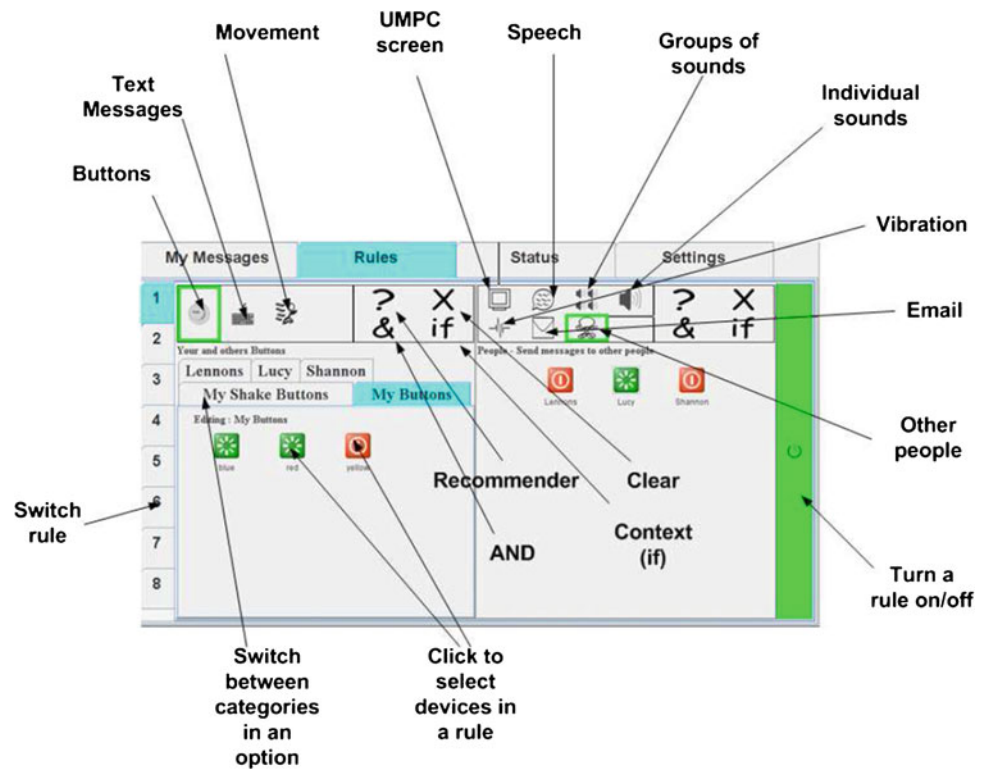 Movement
UMPC
screen
Speech
Groups of
sounds
Text
Messages
Individual
sounds
Buttons
Vibration
My Messages
Rules
Status
Settings
1
2
3
4
5
6
7
8
? X
& if
? X
& if
Email
Your and others Buttons
People - Send messages to other people
Lennons Lucy Shannon
My Shake Buttons My Buttons
Lennons Lucy Shannon
Editing : My Buttons
blue red yellow
Other
people
Recommender
Clear
Switch
rule
AND
Context
(if)
Turn a
rule on/off
Switch
between
categories
in an
option
Click to
select
devices in
a rule